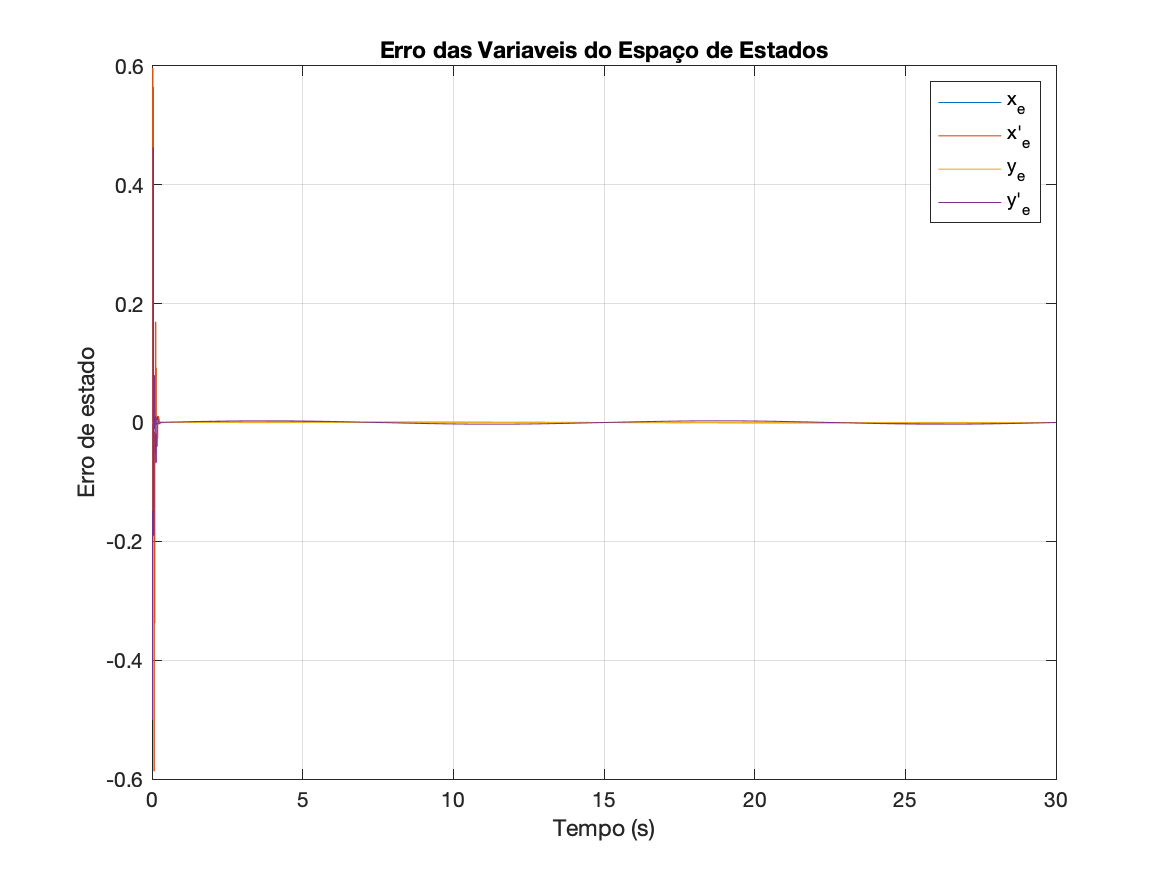 Erro das Variaveis do Espaço de Estados
0.6
0.4
0.2
0
-0.2
-0.4
-0.6
Erro de estado
0
5
10
15
20
25
30
Tempo (s)
x_e
x'_e
y_e
y'_e